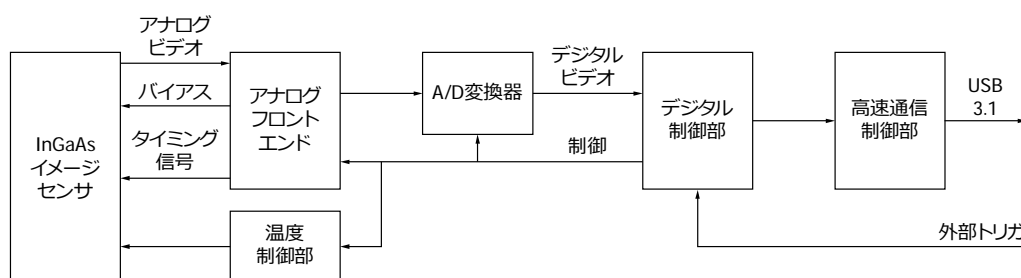 アナログ
ビデオ
バイアス
タイミング
信号
InGaAs
イメージ
センサ
アナログ
フロント
エンド
温度
制御部
A/D変換器
デジタル
ビデオ
制御
デジタル
制御部
高速通信
制御部
USB
3.1
外部トリガ